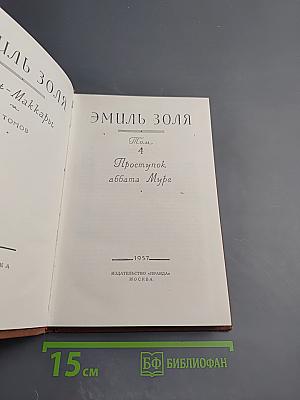 ЭМИЛЬ ЗОЛЯ
-Маккары
ТОМОВ
ЭМИЛЬ ЗОЛЯ
Том
4
Проступок
аббата Муре
1957
ИЗДАТЕЛЬСТВО «ПРАВДА»
МОСКВА
15 см
БФ БИБЛИОФАН